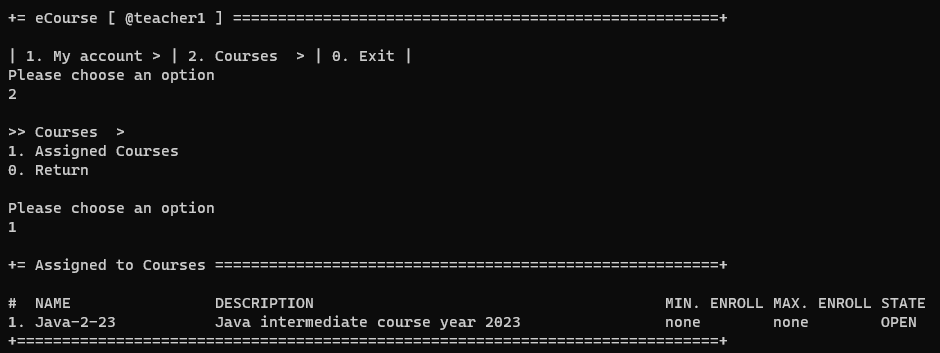 += eCourse [ @teacher1 ] ======================================================+
| 1. My account > | 2. Courses  > | 0. Exit |
Please choose an option
2
>> Courses  >
1. Assigned Courses
0. Return
Please choose an option
1
+= Assigned to Courses ========================================================+
#  NAME                DESCRIPTION                                       MIN. ENROLL MAX. ENROLL STATE
1. Java-2-23           Java intermediate course year 2023                none        none        OPEN
+==============================================================================+